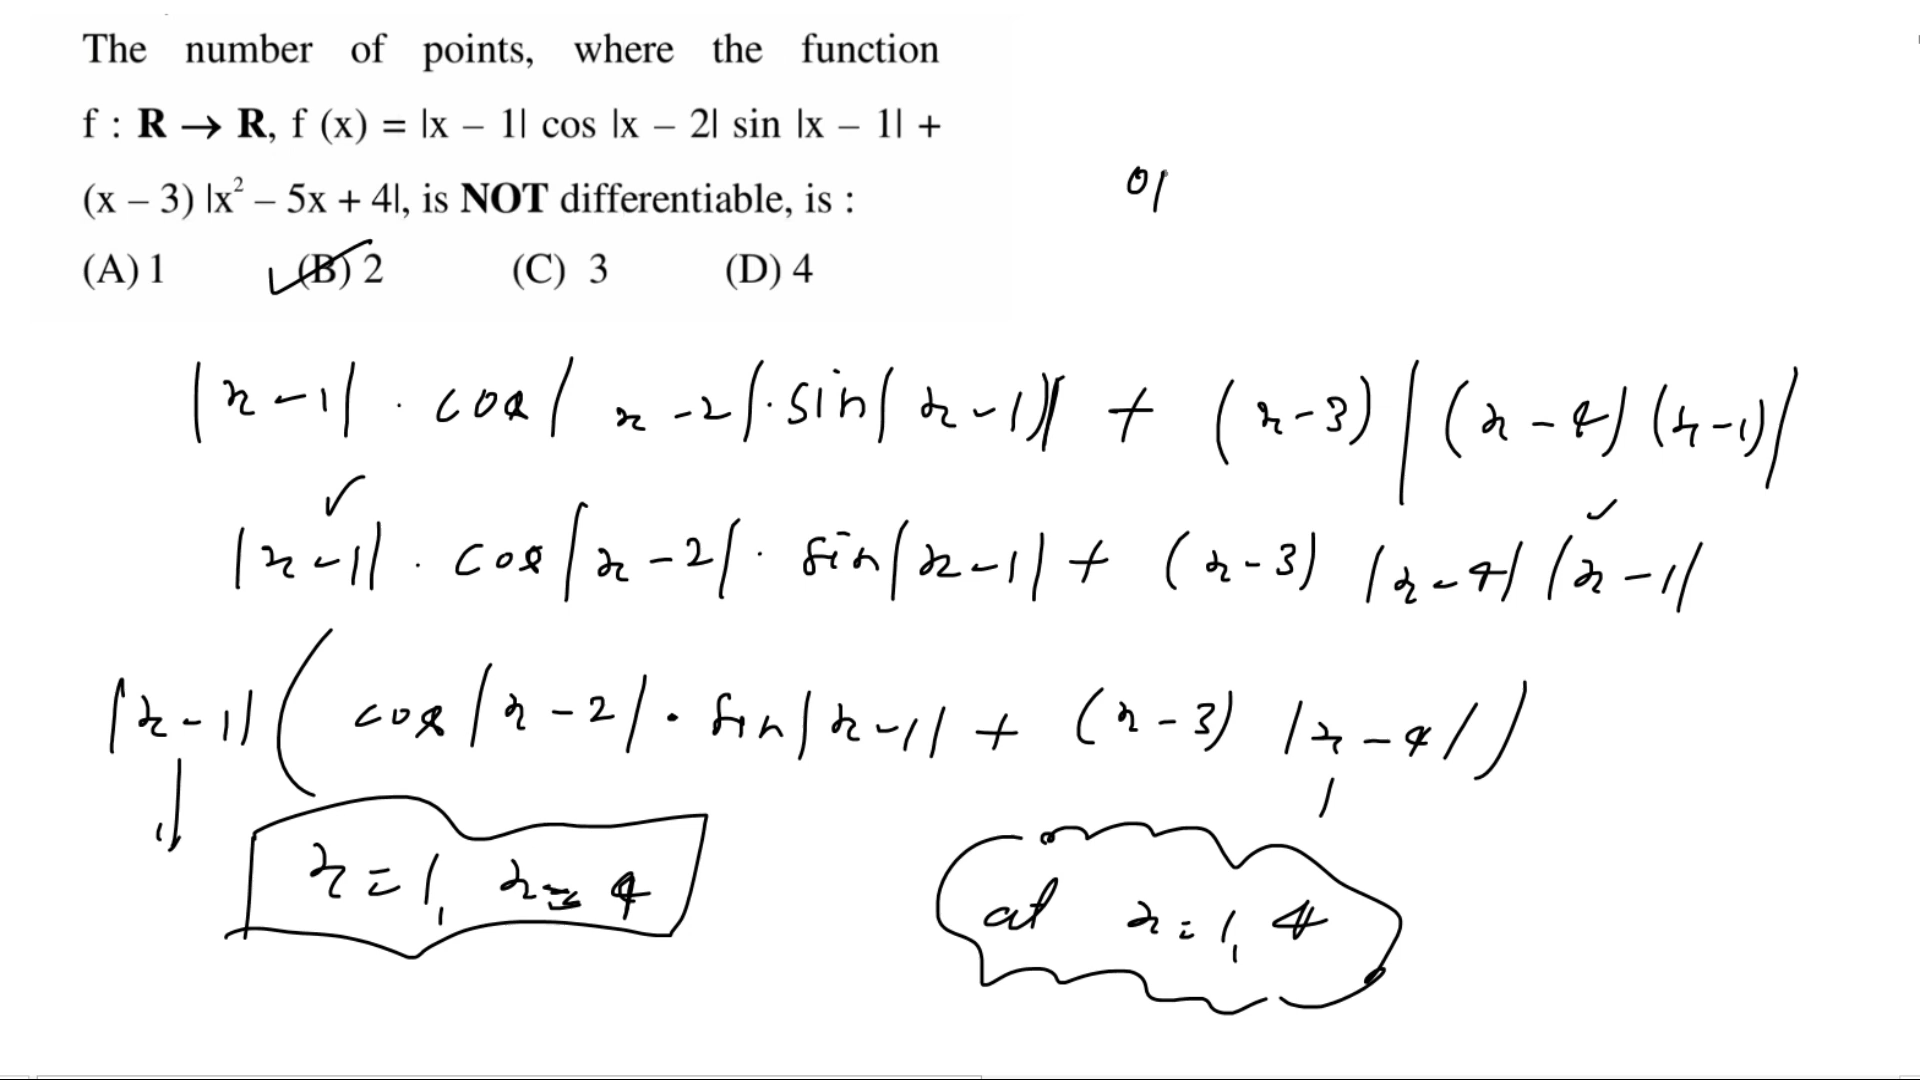 The number of points, where the function
f : R → R, f (x) = |x – 1| cos |x – 2| sin |x – 1| +
(x – 3) |x² – 5x + 4|, is NOT differentiable, is :
(A) 1 (B) 2 (C) 3 (D) 4
01
|x-1| . cos| x-2|. sin| x-1|| + (x-3) |(x-4) (x-1)|
|x-1| . cos|x-2| . sin|x-1| + (x-3) |x-4| |x-1|
|x-1| ( cos|x-2| . sin|x-1| + (x-3) |x-4| )
x=1, x=4
at x=1, 4